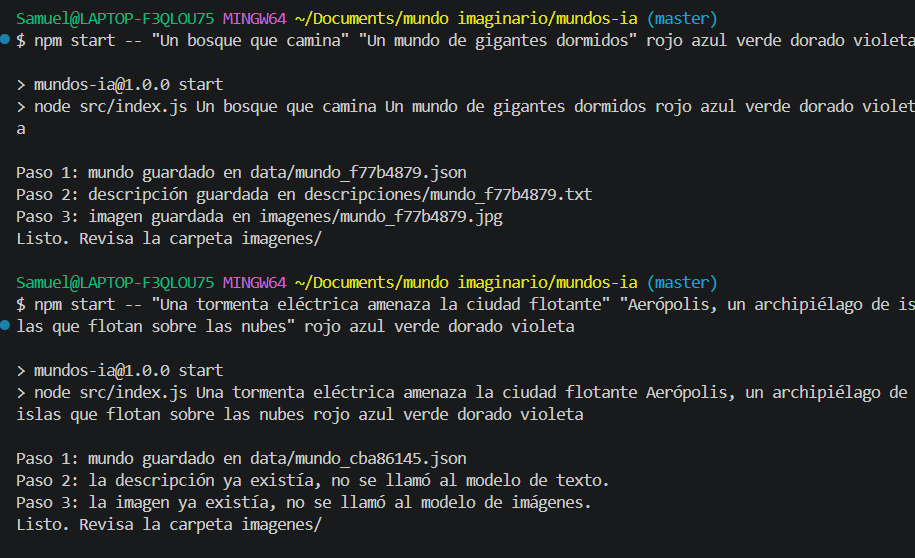 Samuel@LAPTOP-F3QLOU75 MINGW64 ~/Documents/mundo imaginario/mundos-ia (master)
$ npm start -- "Un bosque que camina" "Un mundo de gigantes dormidos" rojo azul verde dorado violeta

> mundos-ia@1.0.0 start
> node src/index.js Un bosque que camina Un mundo de gigantes dormidos rojo azul verde dorado violet
a

Paso 1: mundo guardado en data/mundo_f77b4879.json
Paso 2: descripción guardada en descripciones/mundo_f77b4879.txt
Paso 3: imagen guardada en imagenes/mundo_f77b4879.jpg
Listo. Revisa la carpeta imagenes/

Samuel@LAPTOP-F3QLOU75 MINGW64 ~/Documents/mundo imaginario/mundos-ia (master)
$ npm start -- "Una tormenta eléctrica amenaza la ciudad flotante" "Aerópolis, un archipiélago de is
las que flotan sobre las nubes" rojo azul verde dorado violeta

> mundos-ia@1.0.0 start
> node src/index.js Una tormenta eléctrica amenaza la ciudad flotante Aerópolis, un archipiélago de
islas que flotan sobre las nubes rojo azul verde dorado violeta

Paso 1: mundo guardado en data/mundo_cba86145.json
Paso 2: la descripción ya existía, no se llamó al modelo de texto.
Paso 3: la imagen ya existía, no se llamó al modelo de imágenes.
Listo. Revisa la carpeta imagenes/